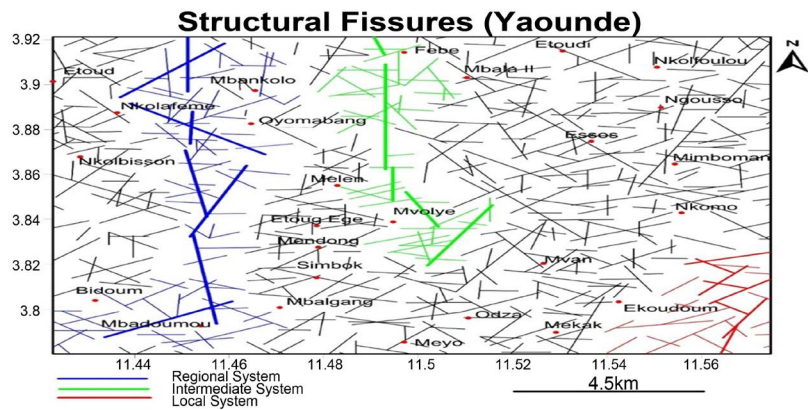 Structural Fissures (Yaounde)
N
3.92
Febe
Etoudi
Nkolfoulou
3.9
Etoud
Mbankolo
Mbala II
Ngousso
Nkolafeme
3.88
Oyomabang
Essos
Nkolbisson
Mimboman
3.86
Melen
3.84
Etoug Ege
Mvolye
Nkomo
Mendong
3.82
Simbok
Mvan
Bidoum
Mbalgang
Ekoudoum
3.8
Mbadoumou
Odza
Mekak
Meyo
11.44 11.46 11.48 11.5 11.52 11.54 11.56
Regional System
Intermediate System
Local System
4.5km